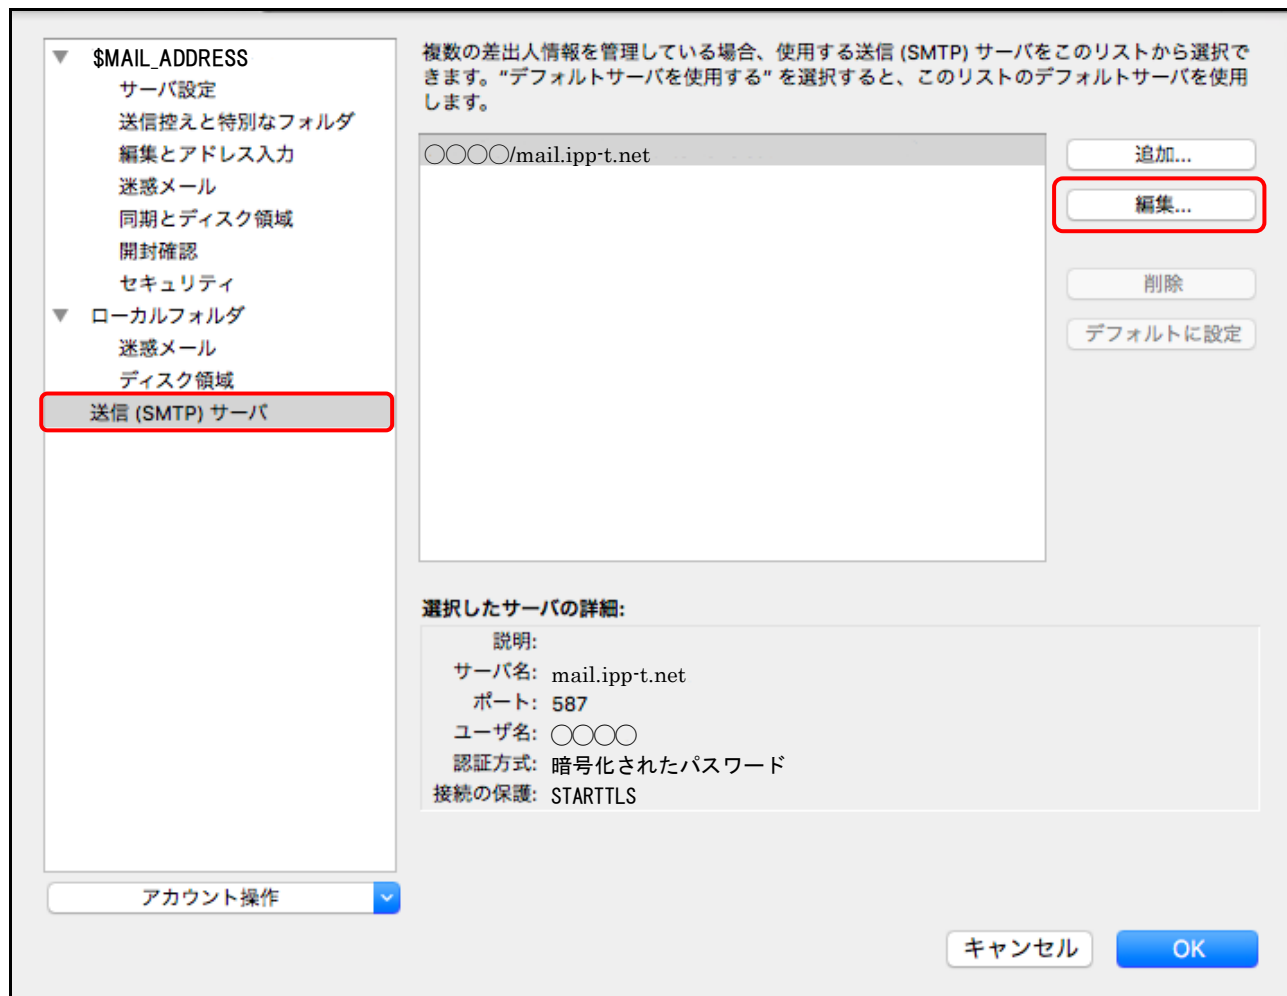 $MAIL_ADDRESS
サーバ設定
送信控えと特別なフォルダ
編集とアドレス入力
迷惑メール
同期とディスク領域
開封確認
セキュリティ
ローカルフォルダ
迷惑メール
ディスク領域
送信 (SMTP) サーバ
アカウント操作
複数の差出人情報を管理している場合、使用する送信 (SMTP) サーバをこのリストから選択で
きます。"デフォルトサーバを使用する" を選択すると、このリストのデフォルトサーバを使用
します。
〇〇〇〇/mail.ipp-t.net
追加...
編集...
削除
デフォルトに設定
選択したサーバの詳細:
説明:
サーバ名: mail.ipp-t.net
ポート: 587
ユーザ名: 〇〇〇〇
認証方式: 暗号化されたパスワード
接続の保護: STARTTLS
キャンセル
OK